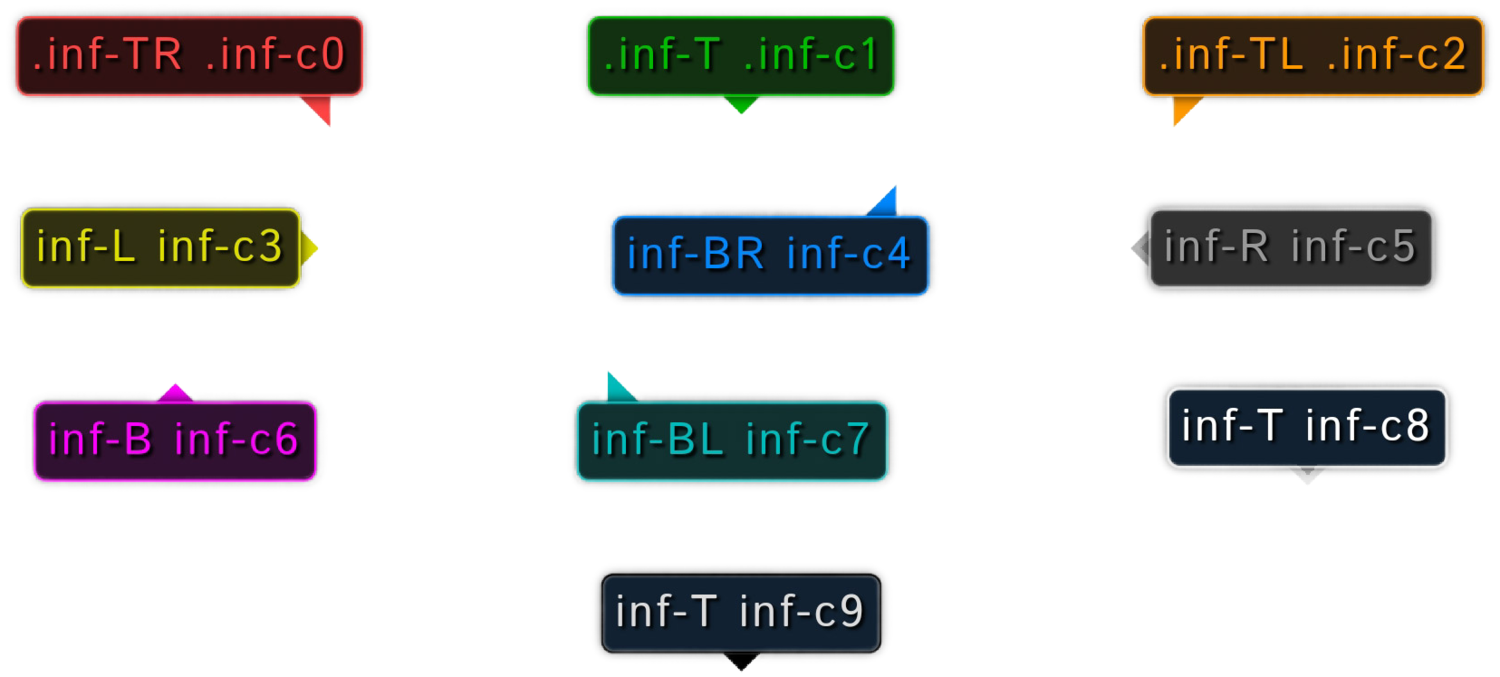 .inf-TR .inf-c0
.inf-T .inf-c1
.inf-TL .inf-c2
inf-L inf-c3
inf-BR inf-c4
inf-R inf-c5
inf-B inf-c6
inf-BL inf-c7
inf-T inf-c8
inf-T inf-c9